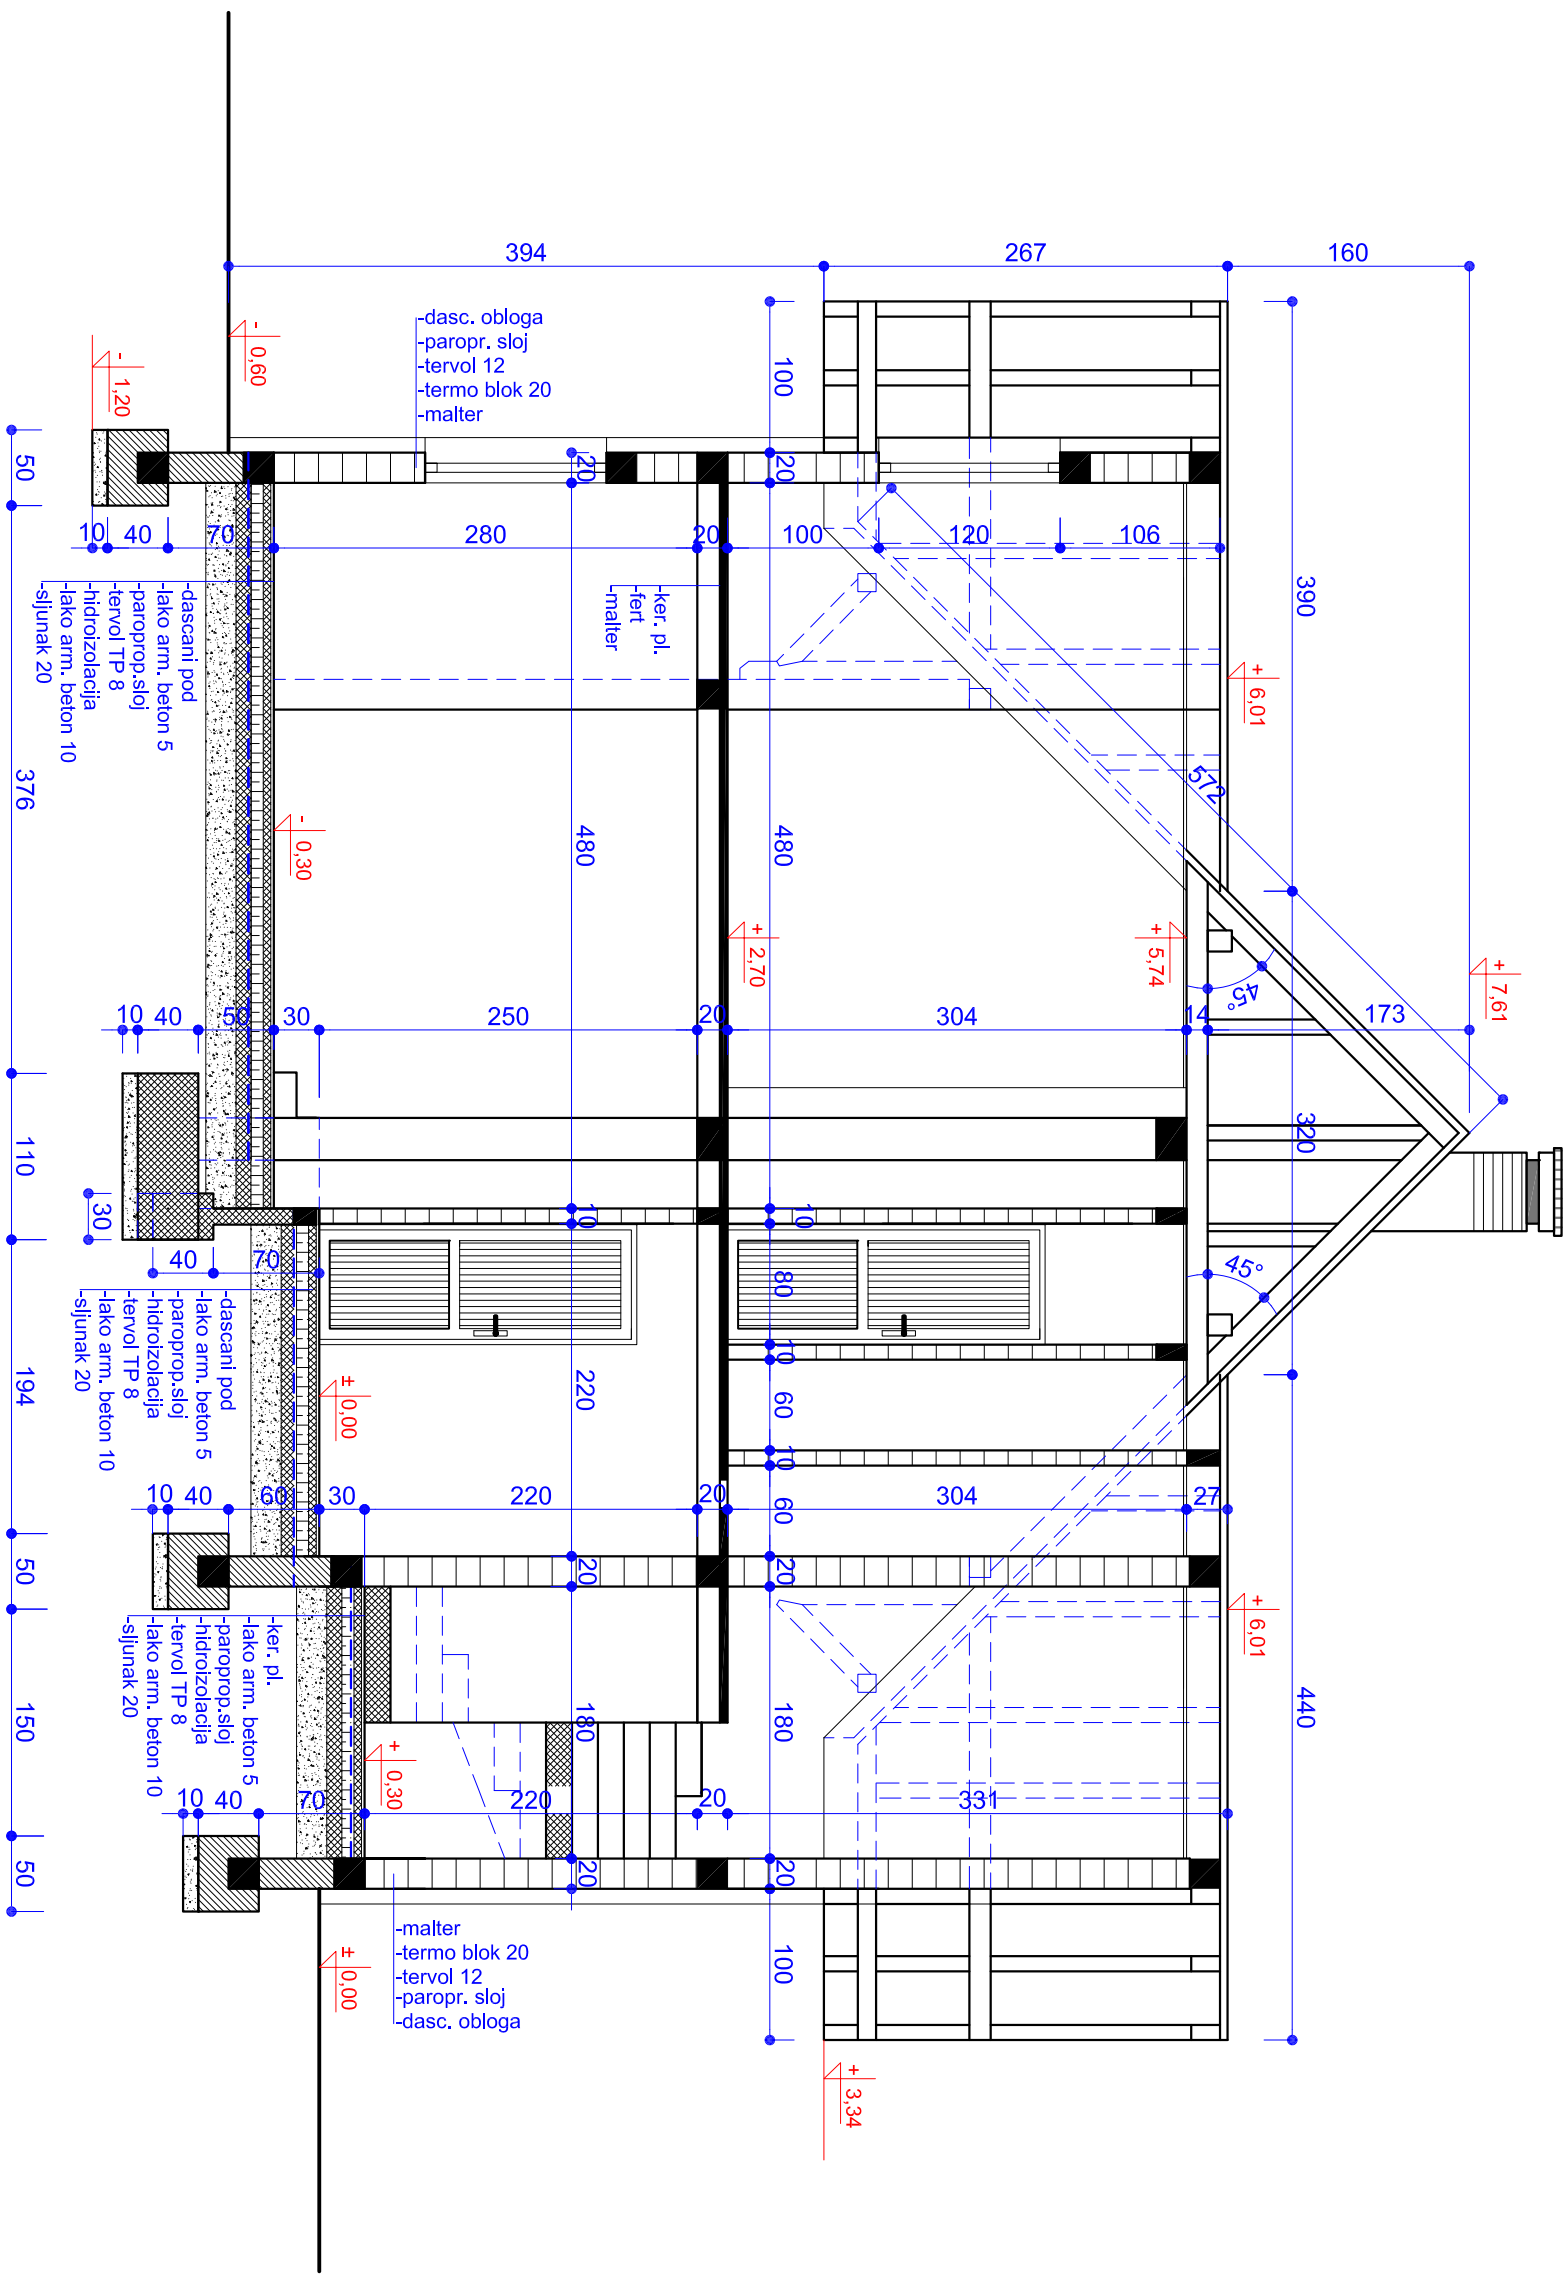 394
267
160
-dasc. obloga
-paropr. sloj
-tervol 12
-termo blok 20
-malter
- 0,60
- 1,20
100
390
50
20
20
10
40
70
280
20
100
120
106
-dascani pod
-lako arm. beton 5
-paroprop.sloj
-tervol TP 8
-hidroizolacija
-lako arm. beton 10
-sljunak 20
-ker. pl.
-fert
-malter
+ 6,01
572
376
480
480
- 0,30
+ 2,70
+ 5,74
+ 7,61
45°
10
40
50
30
250
20
304
14
173
320
110
30
10
10
40
70
80
45°
-dascani pod
-lako arm. beton 5
-paroprop.sloj
-hidroizolacija
-tervol TP 8
-lako arm. beton 10
-sljunak 20
± 0,00
194
220
10
60
10
60
10
40
60
30
220
20
304
27
50
20
20
-ker. pl.
-lako arm. beton 5
-paroprop.sloj
-hidroizolacija
-tervol TP 8
-lako arm. beton 10
-sljunak 20
+ 6,01
440
150
180
180
+ 0,30
10
40
70
220
20
331
50
20
20
-malter
-termo blok 20
-tervol 12
-paropr. sloj
-dasc. obloga
± 0,00
100
+ 3,34